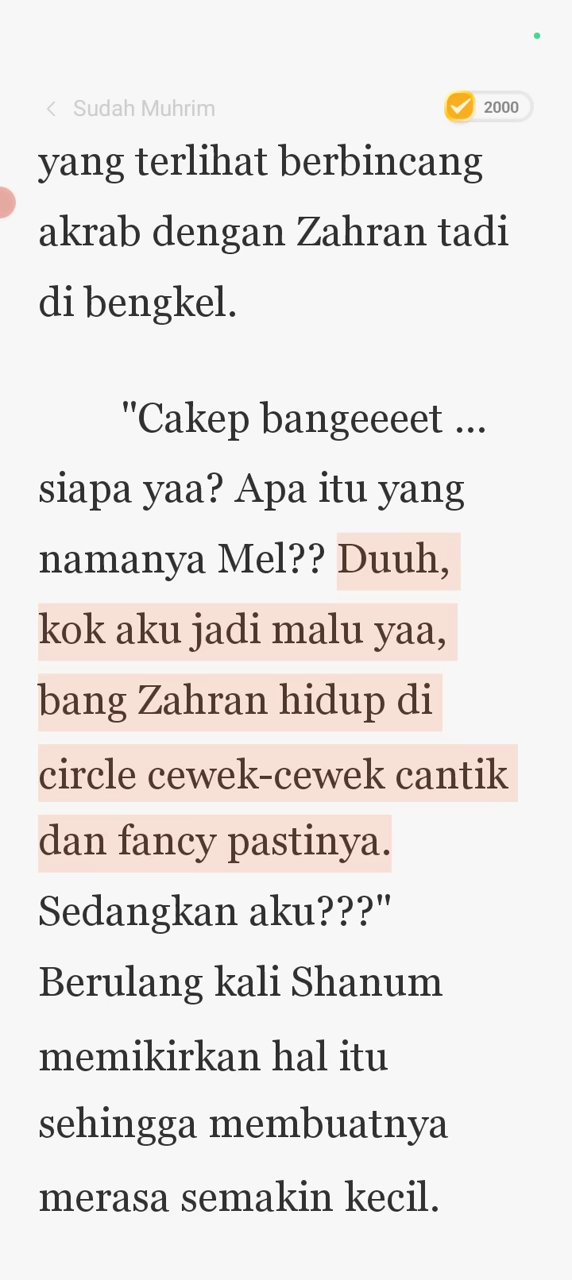 Sudah Muhrim
2000
yang terlihat berbincang
akrab dengan Zahran tadi
di bengkel.
"Cakep bangeeeet ...
siapa yaa? Apa itu yang
namanya Mel?? Duuh,
kok aku jadi malu yaa,
bang Zahran hidup di
circle cewek-cewek cantik
dan fancy pastinya.
Sedangkan aku???"
Berulang kali Shanum
memikirkan hal itu
sehingga membuatnya
merasa semakin kecil.